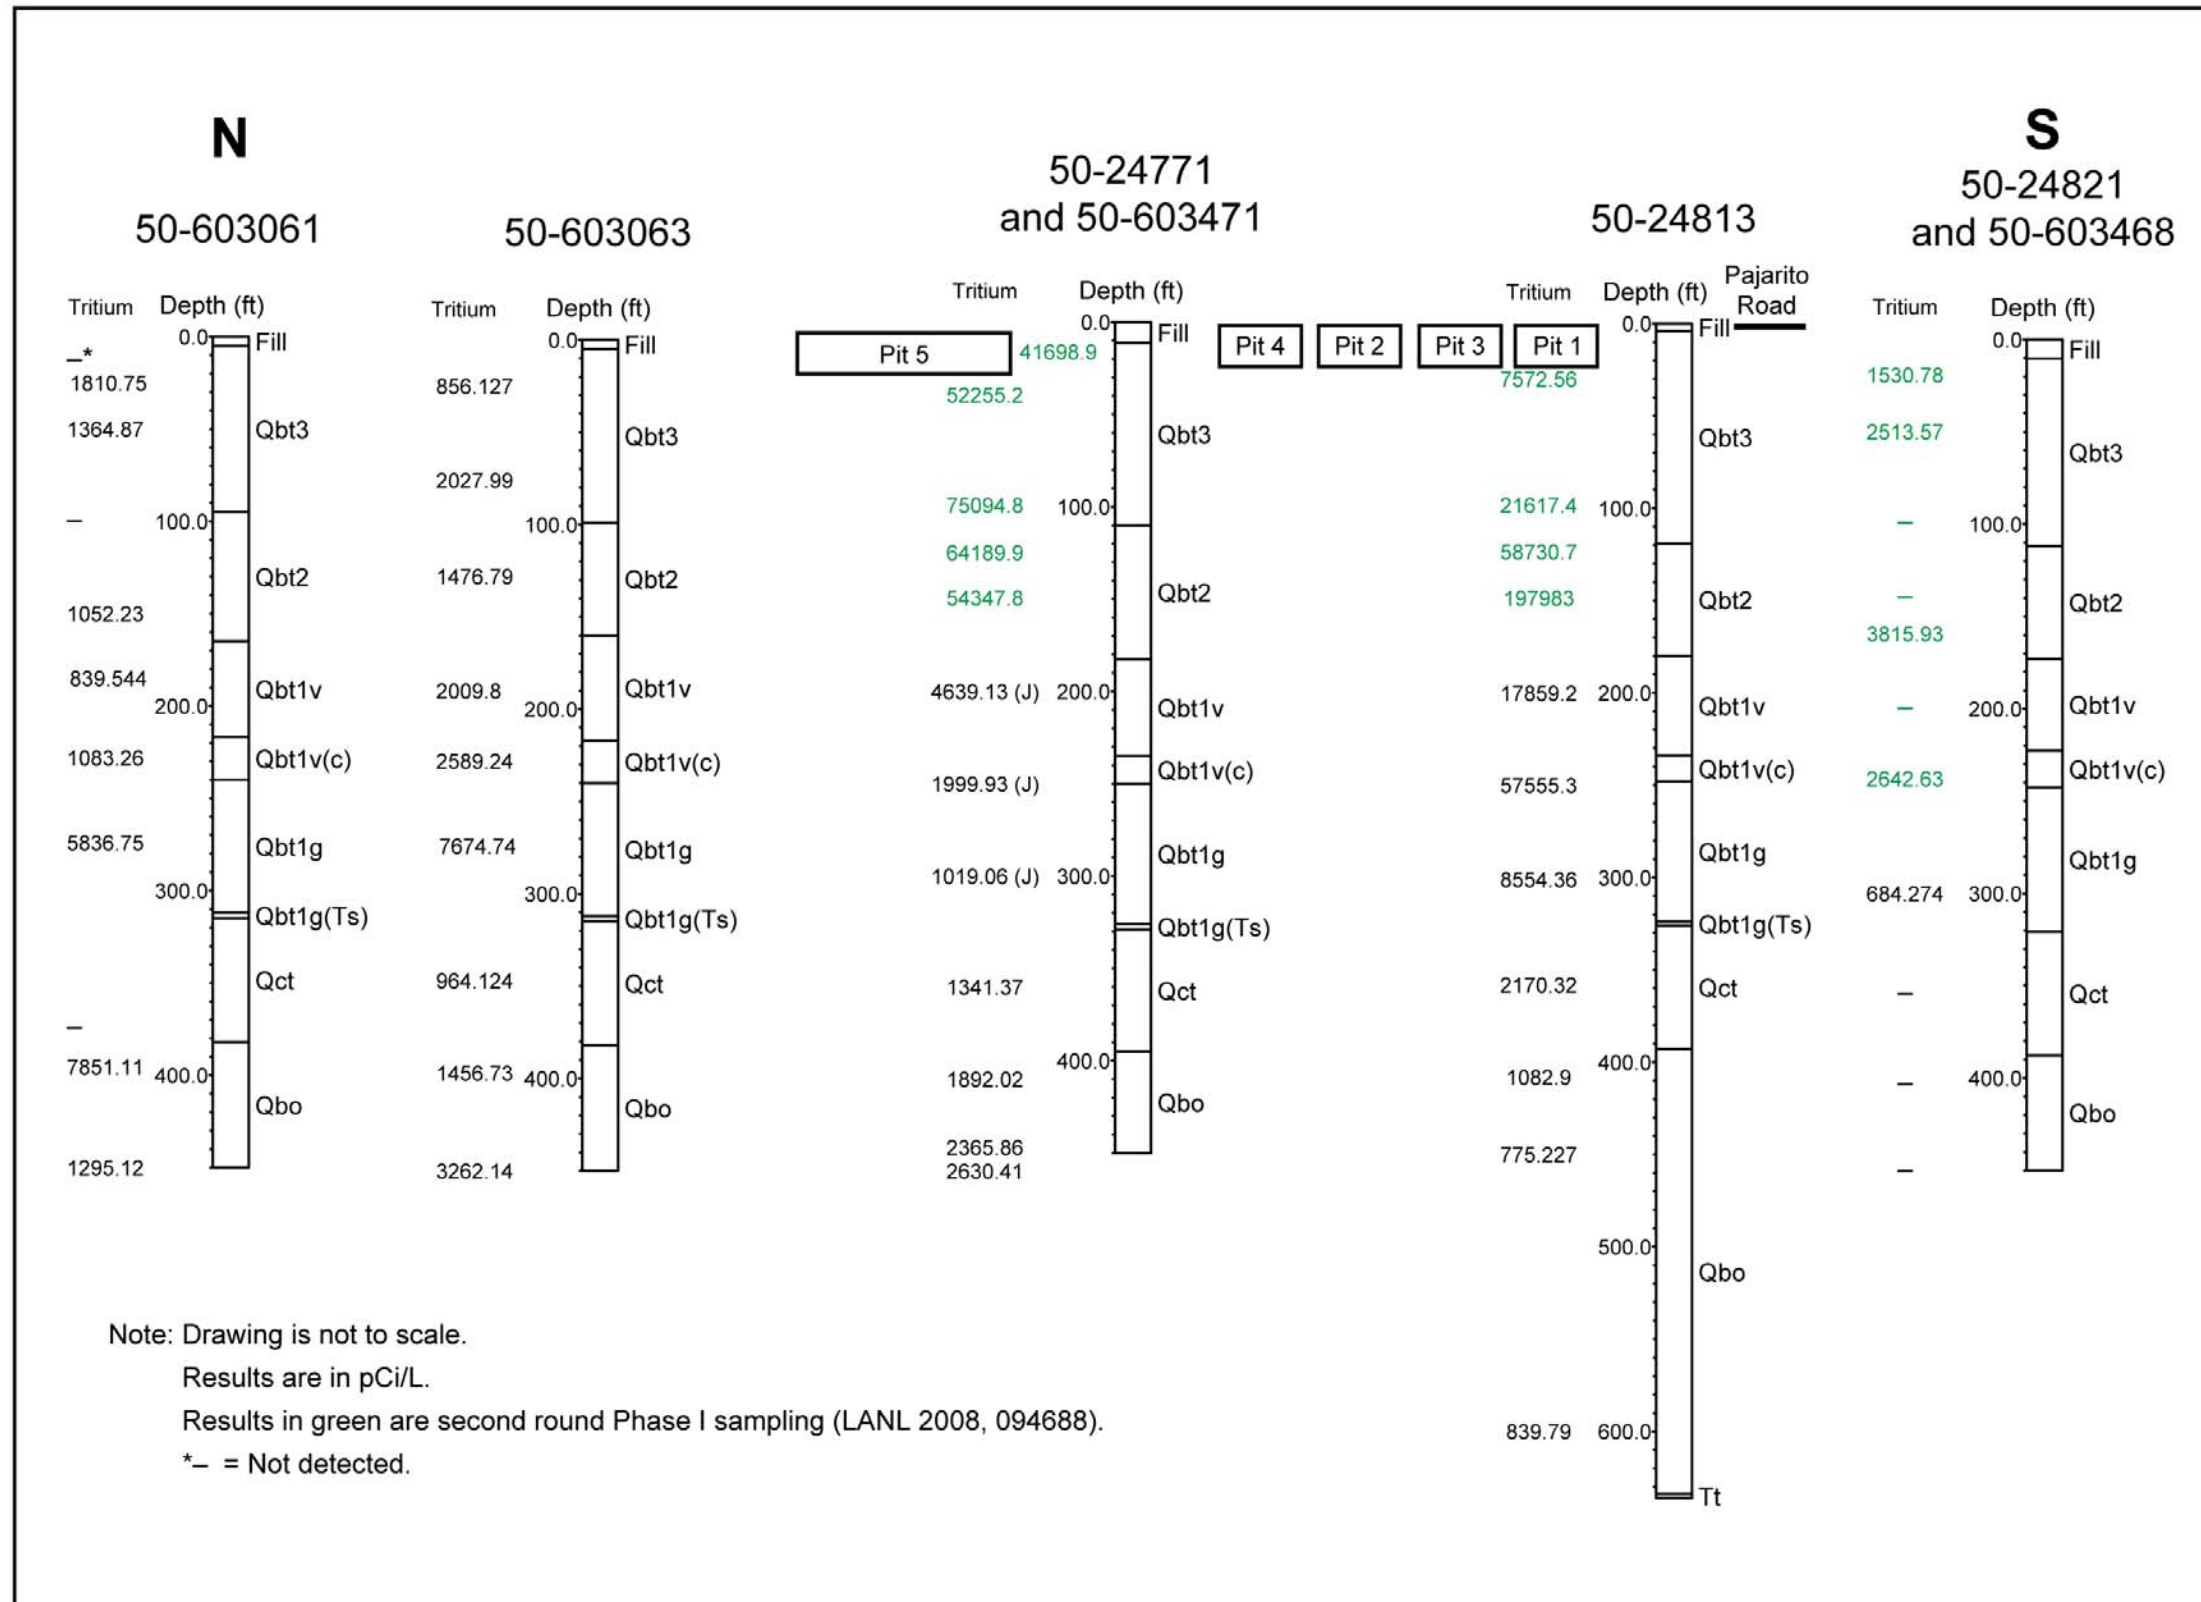 N
S
50-603061
50-603063
50-24771
and 50-603471
50-24813
50-24821
and 50-603468
Tritium Depth (ft)
0.0 Fill
–*
1810.75
1364.87 Qbt3
– 100.0
Qbt2
1052.23
839.544 Qbt1v
200.0
1083.26 Qbt1v(c)
5836.75 Qbt1g
300.0
Qbt1g(Ts)
Qct
–
7851.11 400.0
Qbo
1295.12
Tritium Depth (ft)
0.0 Fill
856.127
Qbt3
2027.99
100.0
1476.79 Qbt2
2009.8 Qbt1v
200.0
2589.24 Qbt1v(c)
7674.74 Qbt1g
300.0
Qbt1g(Ts)
964.124 Qct
1456.73 400.0
Qbo
3262.14
Tritium Depth (ft)
0.0 Fill
Pit 5 41698.9 Pit 4 Pit 2 Pit 3 Pit 1
52255.2
Qbt3
75094.8 100.0
64189.9
54347.8 Qbt2
4639.13 (J) 200.0
Qbt1v
1999.93 (J) Qbt1v(c)
Qbt1g
1019.06 (J) 300.0
Qbt1g(Ts)
1341.37 Qct
1892.02 400.0
Qbo
2365.86
2630.41
Tritium Depth (ft) Pajarito
Road
0.0 Fill
7572.56
Qbt3
21617.4 100.0
58730.7
197983 Qbt2
17859.2 200.0
Qbt1v
57555.3 Qbt1v(c)
Qbt1g
8554.36 300.0
Qbt1g(Ts)
2170.32 Qct
1082.9 400.0
775.227
500.0
Qbo
839.79 600.0
Tt
Tritium Depth (ft)
0.0 Fill
1530.78
2513.57 Qbt3
– 100.0
– Qbt2
3815.93
– 200.0 Qbt1v
2642.63 Qbt1v(c)
Qbt1g
684.274 300.0
– Qct
– 400.0
Qbo
–
Note: Drawing is not to scale.
Results are in pCi/L.
Results in green are second round Phase I sampling (LANL 2008, 094688).
*– = Not detected.